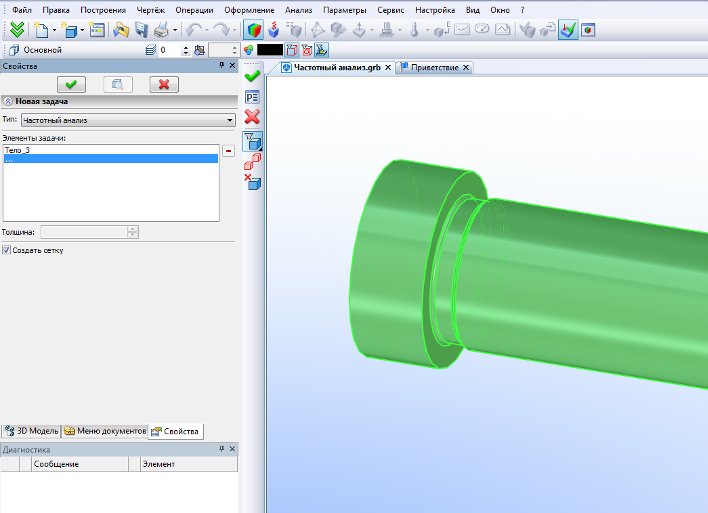 Файл Правка Построения Чертёж Операции Оформление Анализ Параметры Сервис Настройка Вид Окно ?
Основной 0 0
Свойства
Частотный анализ.grb Приветствие
Новая задача
Тип: Частотный анализ
Элементы задачи:
Тело_3
...
Толщина:
Создать сетку
3D Модель Меню документов Свойства
Диагностика
Сообщение Элемент